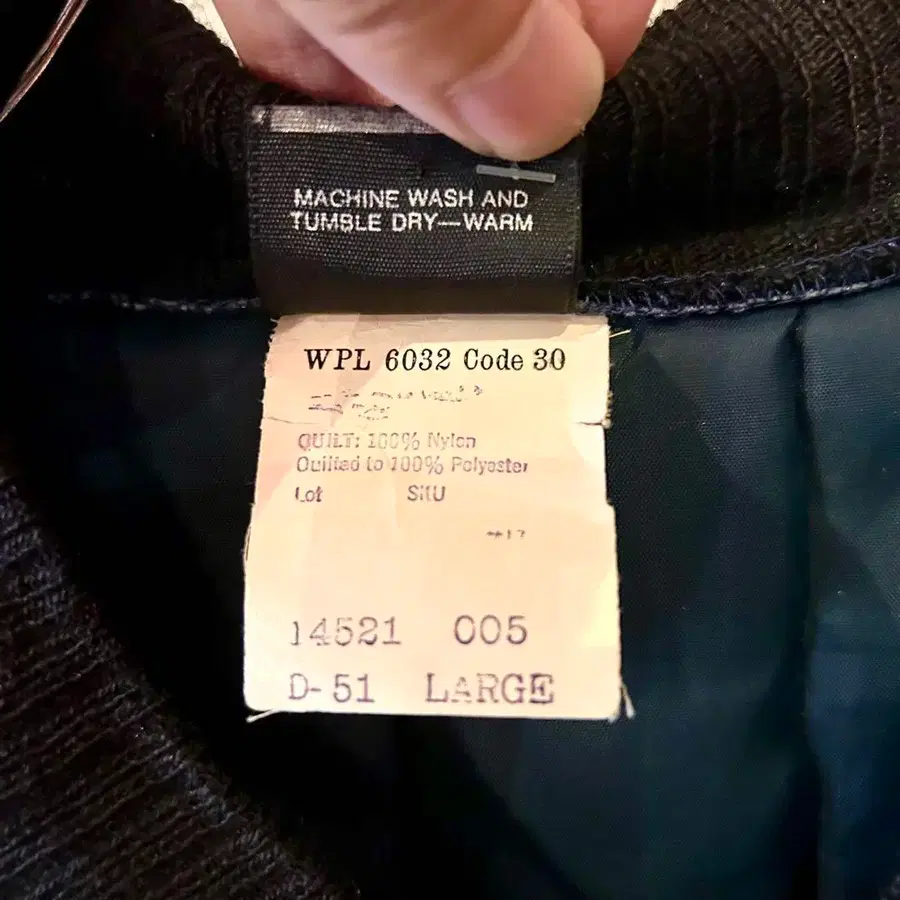 MACHINE WASH AND
TUMBLE DRY—WARM
WPL 6032 Code 30
QUILT: 100% Nylon
Quilted to 100% Polyester
Lot SKU
14521 005
D-51 LARGE